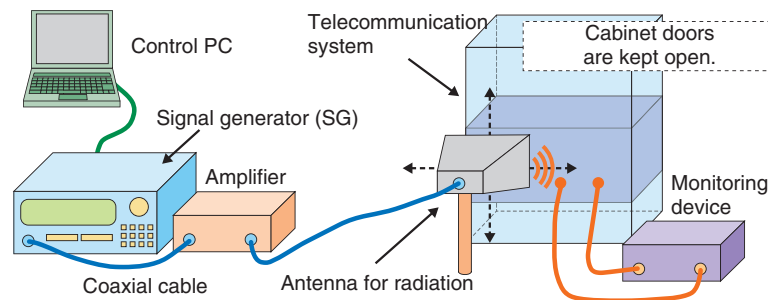 Control PC
Telecommunication
system
Cabinet doors
are kept open.
Signal generator (SG)
Amplifier
Monitoring
device
Coaxial cable
Antenna for radiation